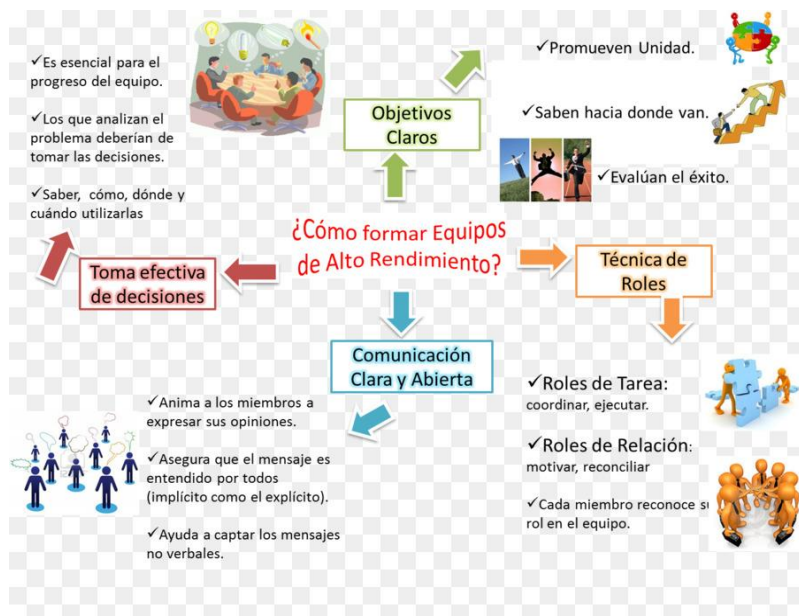 ¿Cómo formar Equipos
de Alto Rendimiento?
Objetivos
Claros
✓Promueven Unidad.
✓Saben hacia donde van.
✓Evalúan el éxito.
Técnica de
Roles
✓Roles de Tarea:
coordinar, ejecutar.
✓Roles de Relación:
motivar, reconciliar
✓Cada miembro reconoce su
rol en el equipo.
Comunicación
Clara y Abierta
✓Anima a los miembros a
expresar sus opiniones.
✓Asegura que el mensaje es
entendido por todos
(implícito como el explícito).
✓Ayuda a captar los mensajes
no verbales.
Toma efectiva
de decisiones
✓Es esencial para el
progreso del equipo.
✓Los que analizan el
problema deberían de
tomar las decisiones.
✓Saber, cómo, dónde y
cuándo utilizarlas